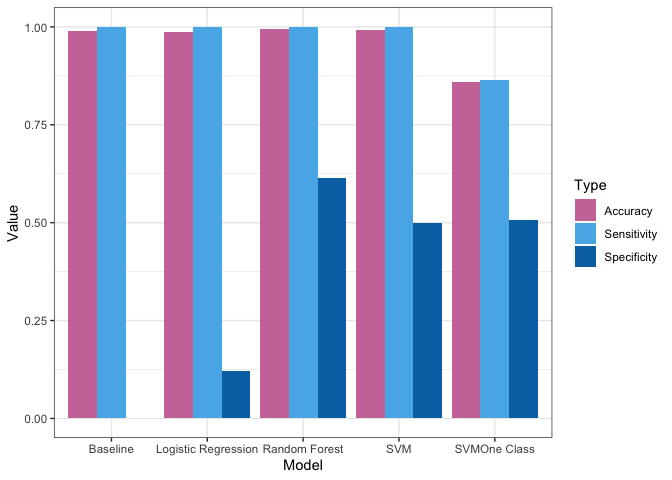 1.00
0.75
0.50
0.25
0.00
Value
Baseline
Logistic Regression
Random Forest
SVM
SVMOne Class
Model
Type
Accuracy
Sensitivity
Specificity